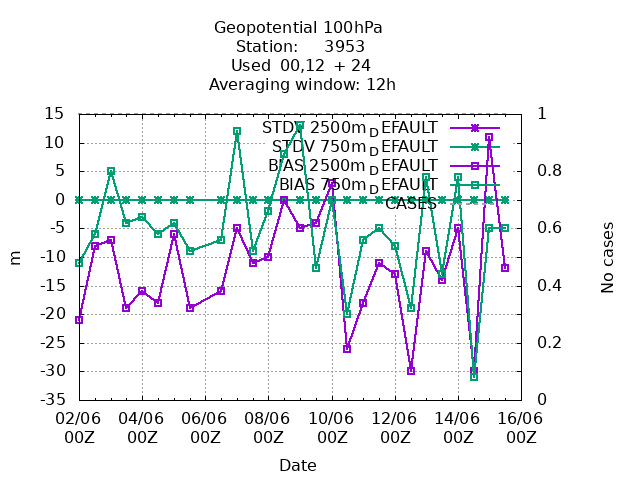 Geopotential 100hPa
Station: 3953
Used 00,12 + 24
Averaging window: 12h
15 1
STDV 2500m_DEFAULT
10
STDV 750m_DEFAULT
5 0.8
BIAS 2500m_DEFAULT
BIAS 750m_DEFAULT
0
CASES
-5 0.6
-10
m
No cases
-15 0.4
-20
-25 0.2
-30
-35 0
02/06 04/06 06/06 08/06 10/06 12/06 14/06 16/06
00Z 00Z 00Z 00Z 00Z 00Z 00Z 00Z
Date